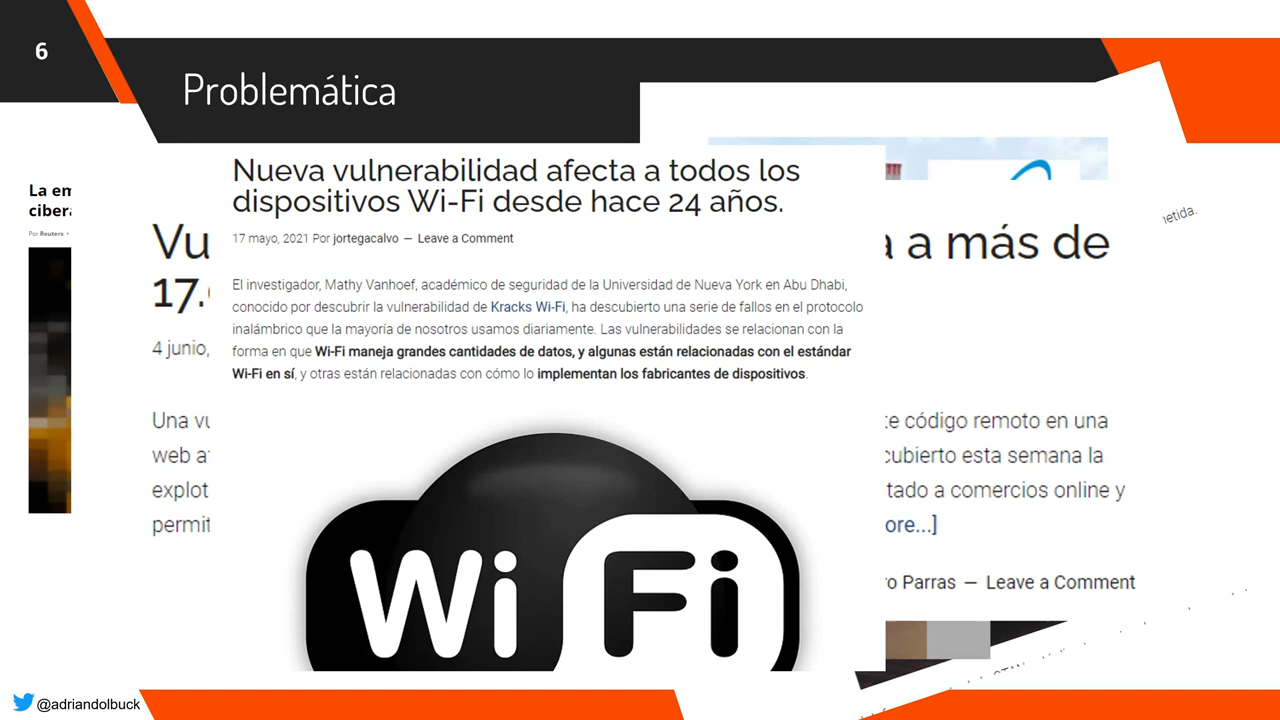 6
Problemática
Nueva vulnerabilidad afecta a todos los
dispositivos Wi-Fi desde hace 24 años.
17 mayo, 2021 Por jortegacalvo — Leave a Comment
El investigador, Mathy Vanhoef, académico de seguridad de la Universidad de Nueva York en Abu Dhabi,
conocido por descubrir la vulnerabilidad de Kracks Wi-Fi, ha descubierto una serie de fallos en el protocolo
inalámbrico que la mayoría de nosotros usamos diariamente. Las vulnerabilidades se relacionan con la
forma en que Wi-Fi maneja grandes cantidades de datos, y algunas están relacionadas con el estándar
Wi-Fi en sí, y otras están relacionadas con cómo lo implementan los fabricantes de dispositivos.
Wi Fi
La em
ciber
Por Reuters •
Vu
a a más de
17.
4 junio,
Una vu
te código remoto en una
web a
cubierto esta semana la
explot
tado a comercios online y
permit
ore...]
ro Parras — Leave a Comment
etida.
@adriandolbuck